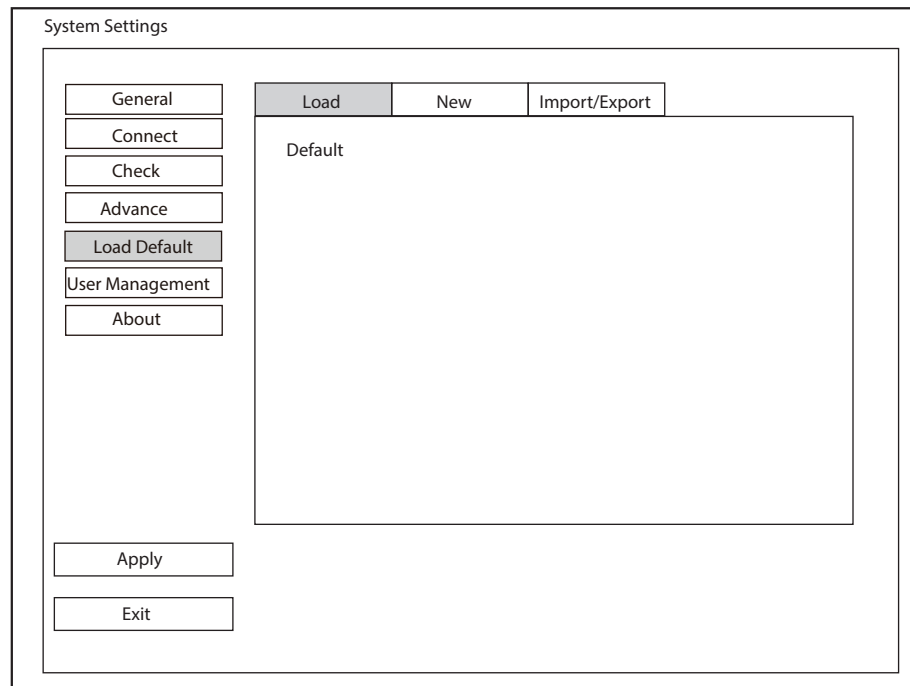 System Settings
General
Connect
Check
Advance
Load Default
User Management
About
Load
New
Import/Export
Default
Apply
Exit